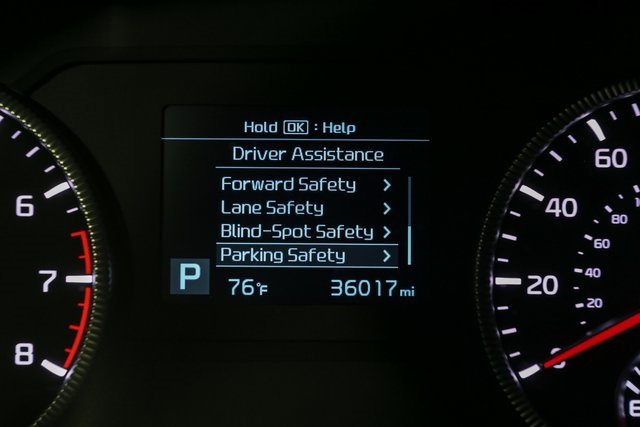 Hold OK : Help
Driver Assistance
Forward Safety >
Lane Safety >
Blind-Spot Safety >
Parking Safety >
P 76°F 36017 mi
6
7
8
60
40
20
0
80
60
40
20
E